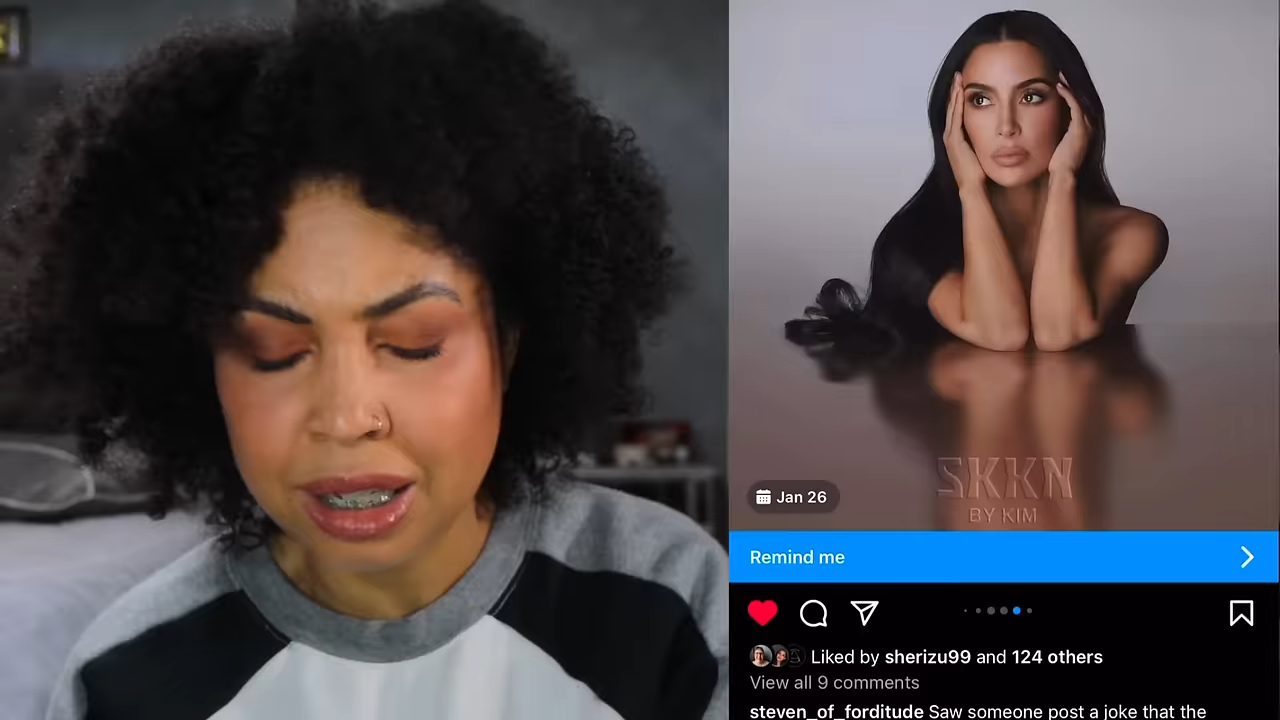 SKKN
BY KIM
Jan 26
Remind me
Liked by sherizu99 and 124 others
View all 9 comments
steven_of_forditude Saw someone post a joke that the